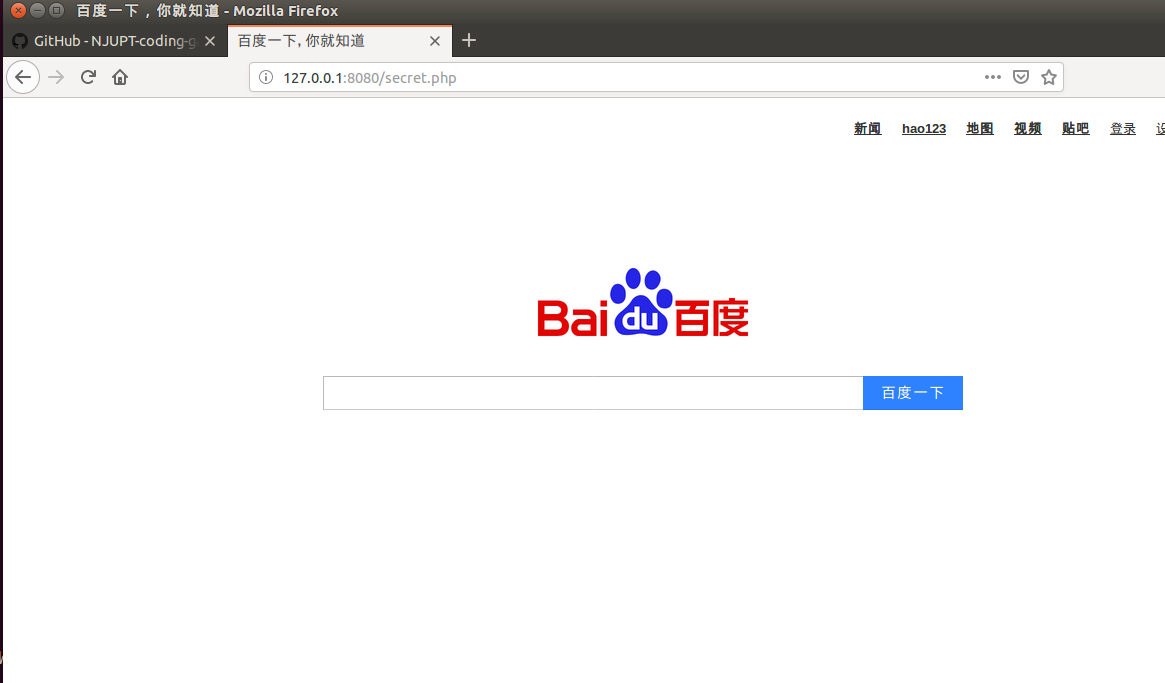 百度一下，你就知道 - Mozilla Firefox
GitHub - NJUPT-coding-g
百度一下,你就知道
127.0.0.1:8080/secret.php
新闻 hao123 地图 视频 贴吧 登录
Bai du 百度
百度一下